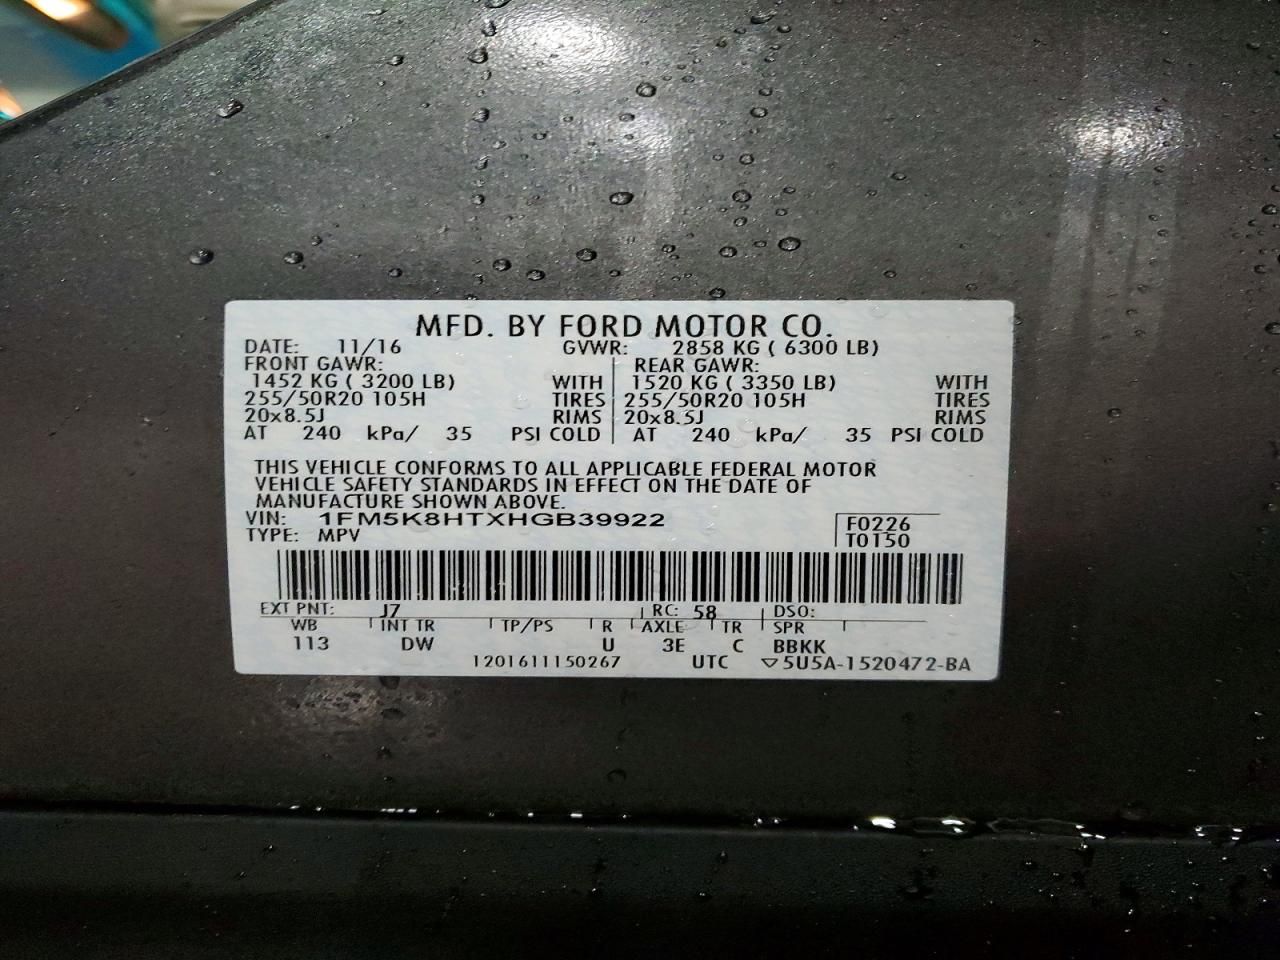 MFD. BY FORD MOTOR CO.
DATE: 11/16 GVWR: 2858 KG ( 6300 LB)
FRONT GAWR: REAR GAWR:
1452 KG ( 3200 LB) WITH 1520 KG ( 3350 LB) WITH
255/50R20 105H TIRES 255/50R20 105H TIRES
20x8.5J RIMS 20x8.5J RIMS
AT 240 kPa/ 35 PSI COLD AT 240 kPa/ 35 PSI COLD
THIS VEHICLE CONFORMS TO ALL APPLICABLE FEDERAL MOTOR
VEHICLE SAFETY STANDARDS IN EFFECT ON THE DATE OF
MANUFACTURE SHOWN ABOVE.
VIN: 1FM5K8HTXHGB39922 F0226
TYPE: MPV T0150
EXT PNT: J7 RC: 58 DSO:
WB INT TR TP/PS R AXLE TR SPR
113 DW U 3E C BBKK
1201611150267 UTC ▽5U5A-1520472-BA